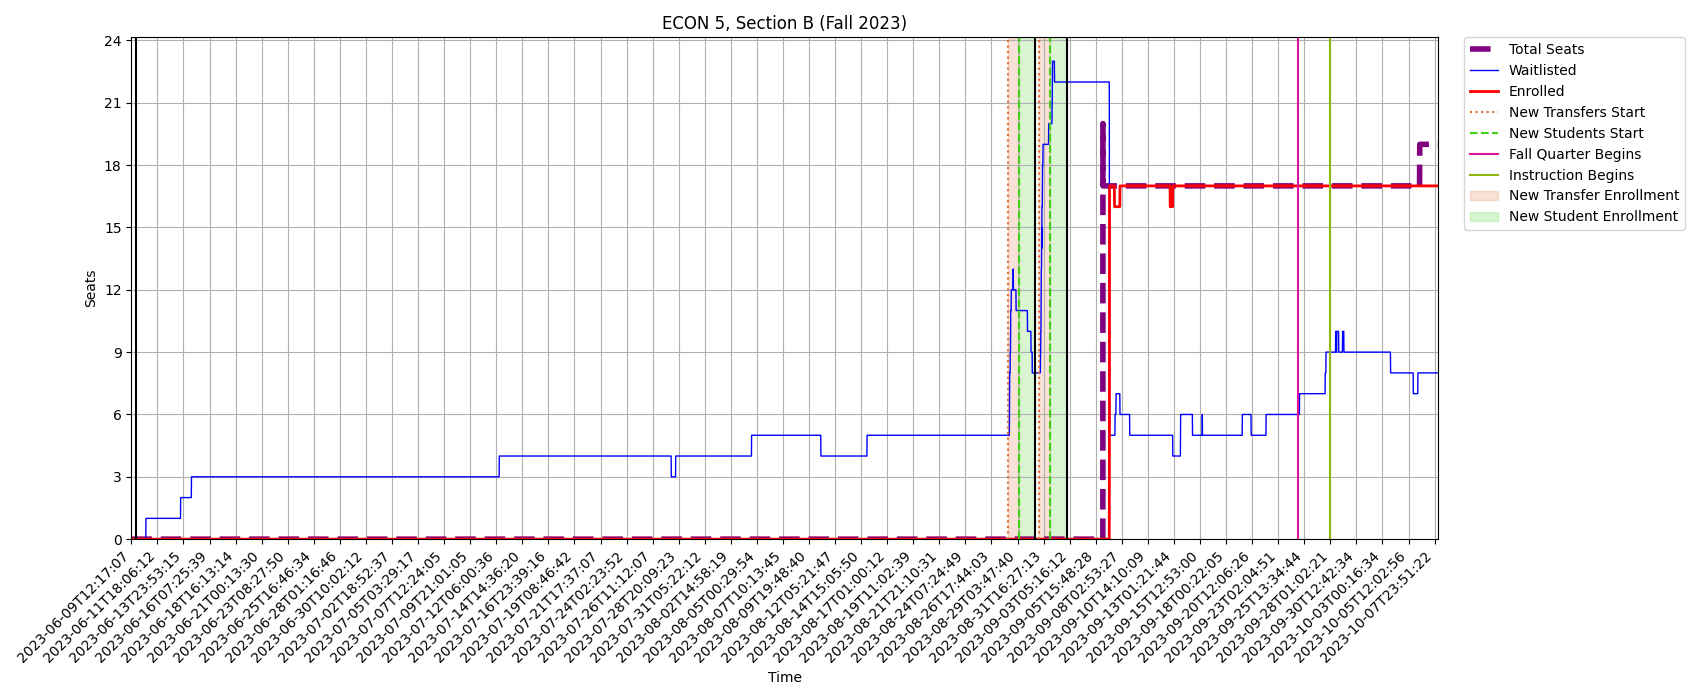 ECON 5, Section B (Fall 2023)
Seats
24
21
18
15
12
9
6
3
0
2023-06-09T12:17:07
2023-06-11T18:06:12
2023-06-13T23:53:15
2023-06-16T07:25:39
2023-06-18T16:13:14
2023-06-21T00:13:30
2023-06-23T08:27:50
2023-06-25T16:46:34
2023-06-28T01:16:46
2023-06-30T10:02:12
2023-07-02T18:52:37
2023-07-05T03:29:17
2023-07-07T12:24:05
2023-07-09T21:01:05
2023-07-12T06:00:36
2023-07-14T14:36:20
2023-07-16T23:39:16
2023-07-19T08:46:42
2023-07-21T17:37:07
2023-07-24T02:23:52
2023-07-26T11:12:07
2023-07-28T20:09:23
2023-07-31T05:22:12
2023-08-02T14:58:19
2023-08-05T00:29:54
2023-08-07T10:13:45
2023-08-09T19:48:40
2023-08-12T05:21:47
2023-08-14T15:05:50
2023-08-17T01:00:12
2023-08-19T11:02:39
2023-08-21T21:10:31
2023-08-24T07:24:49
2023-08-26T17:44:03
2023-08-29T03:47:40
2023-08-31T16:27:13
2023-09-03T05:16:12
2023-09-05T15:48:28
2023-09-08T02:53:27
2023-09-10T14:10:09
2023-09-13T01:21:44
2023-09-15T12:53:00
2023-09-18T00:22:05
2023-09-20T12:06:26
2023-09-23T02:04:51
2023-09-25T13:34:44
2023-09-28T01:02:21
2023-09-30T12:42:34
2023-10-03T00:16:34
2023-10-05T12:02:56
2023-10-07T23:51:22
Time
Total Seats
Waitlisted
Enrolled
New Transfers Start
New Students Start
Fall Quarter Begins
Instruction Begins
New Transfer Enrollment
New Student Enrollment